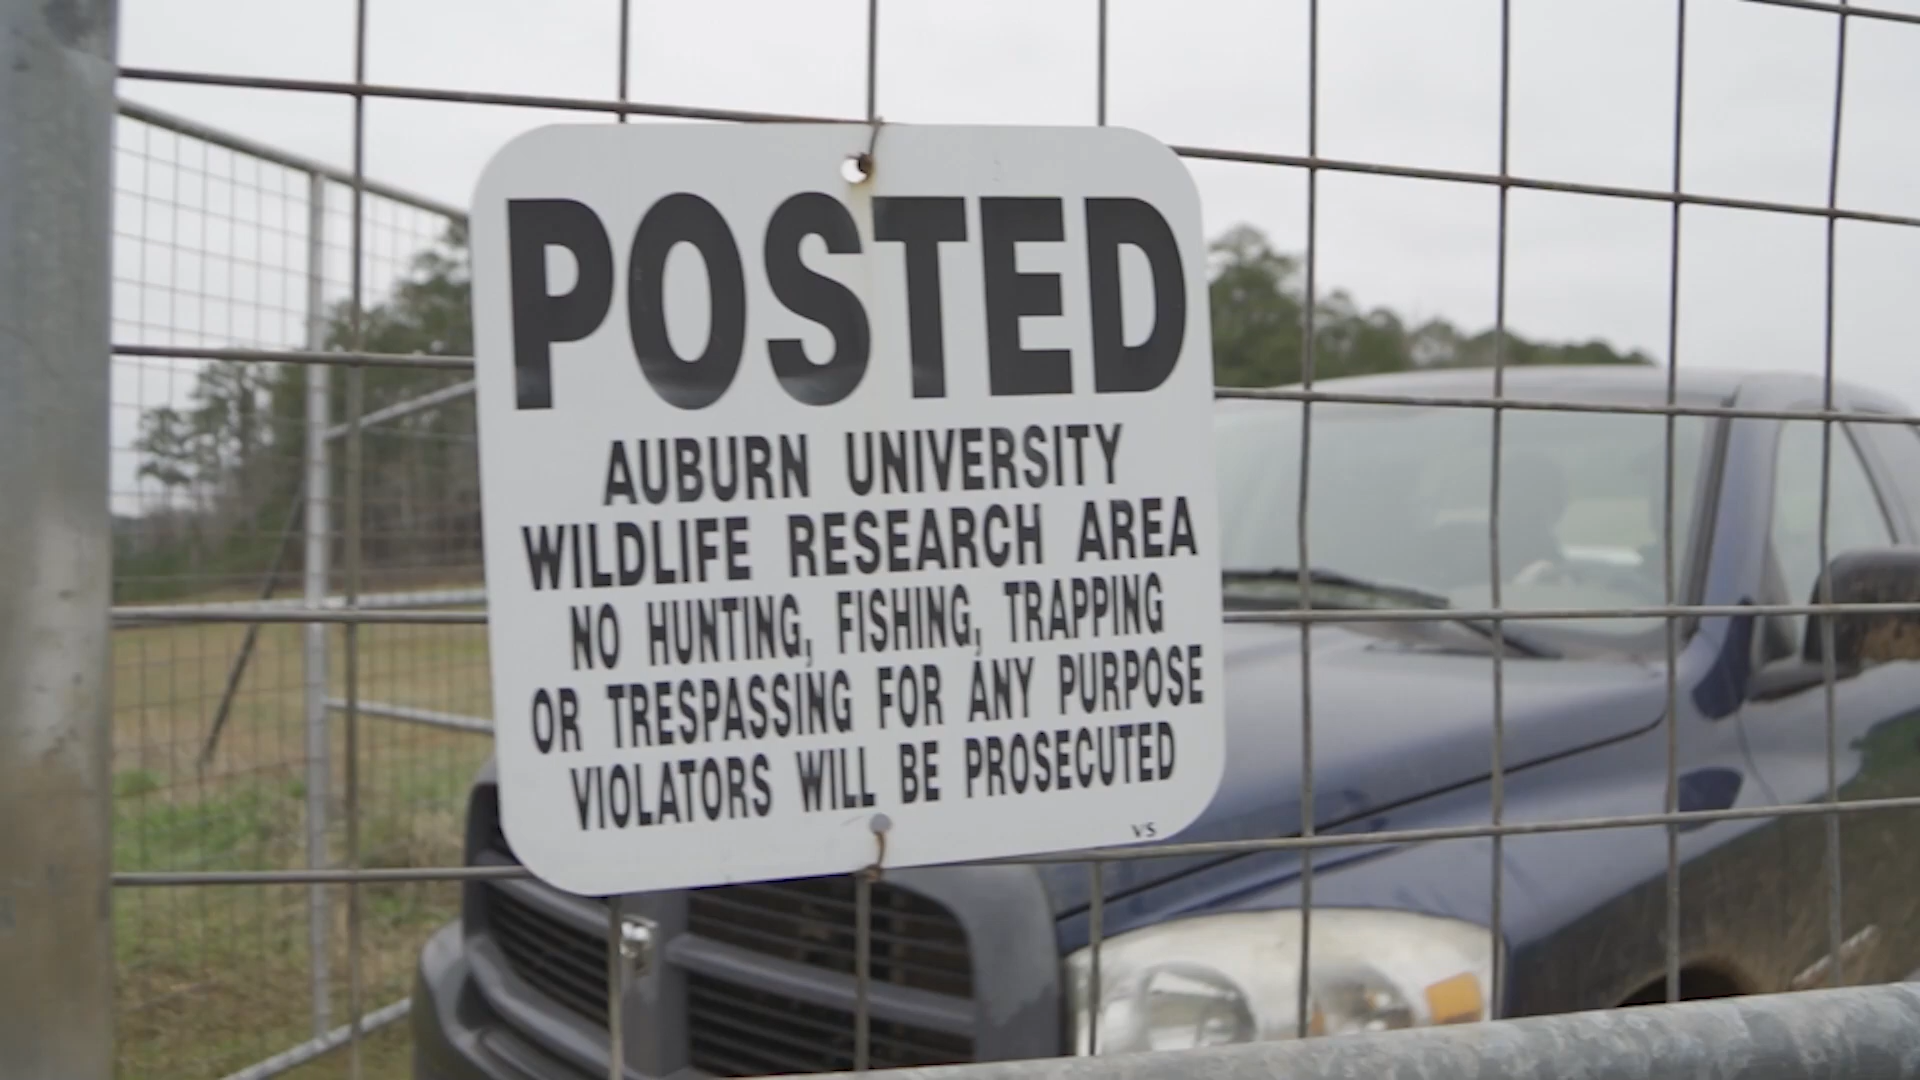 POSTED
AUBURN UNIVERSITY
WILDLIFE RESEARCH AREA
NO HUNTING, FISHING, TRAPPING
OR TRESPASSING FOR ANY PURPOSE
VIOLATORS WILL BE PROSECUTED
VS